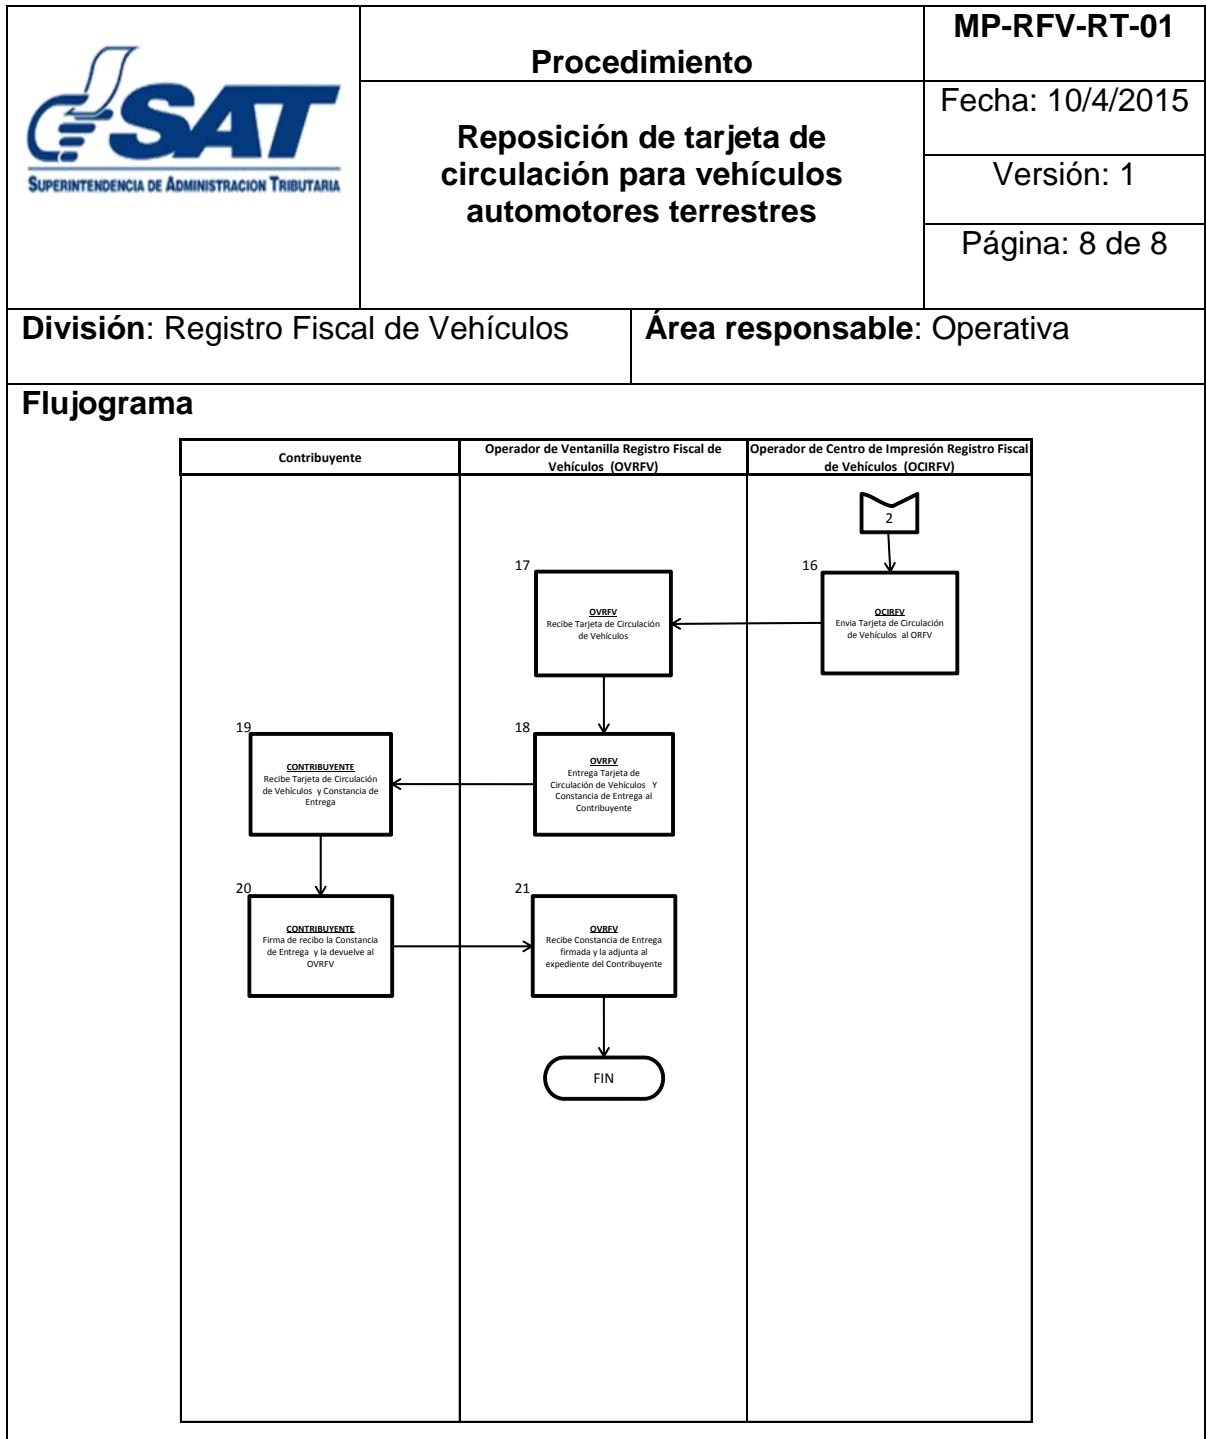 SAT
SUPERINTENDENCIA DE ADMINISTRACION TRIBUTARIA
Procedimiento
Reposición de tarjeta de
circulación para vehículos
automotores terrestres
MP-RFV-RT-01
Fecha: 10/4/2015
Versión: 1
Página: 8 de 8
División: Registro Fiscal de Vehículos
Área responsable: Operativa
Flujograma
Contribuyente
Operador de Ventanilla Registro Fiscal de
Vehículos (OVRFV)
Operador de Centro de Impresión Registro Fiscal
de Vehículos (OCIRFV)
2
16
OCIRFV
Envia Tarjeta de Circulación
de Vehículos al ORFV
17
OVRFV
Recibe Tarjeta de Circulación
de Vehículos
18
OVRFV
Entrega Tarjeta de
Circulación de Vehículos Y
Constancia de Entrega al
Contribuyente
19
CONTRIBUYENTE
Recibe Tarjeta de Circulación
de Vehículos y Constancia de
Entrega
20
CONTRIBUYENTE
Firma de recibo la Constancia
de Entrega y la devuelve al
OVRFV
21
OVRFV
Recibe Constancia de Entrega
firmada y la adjunta al
expediente del Contribuyente
FIN